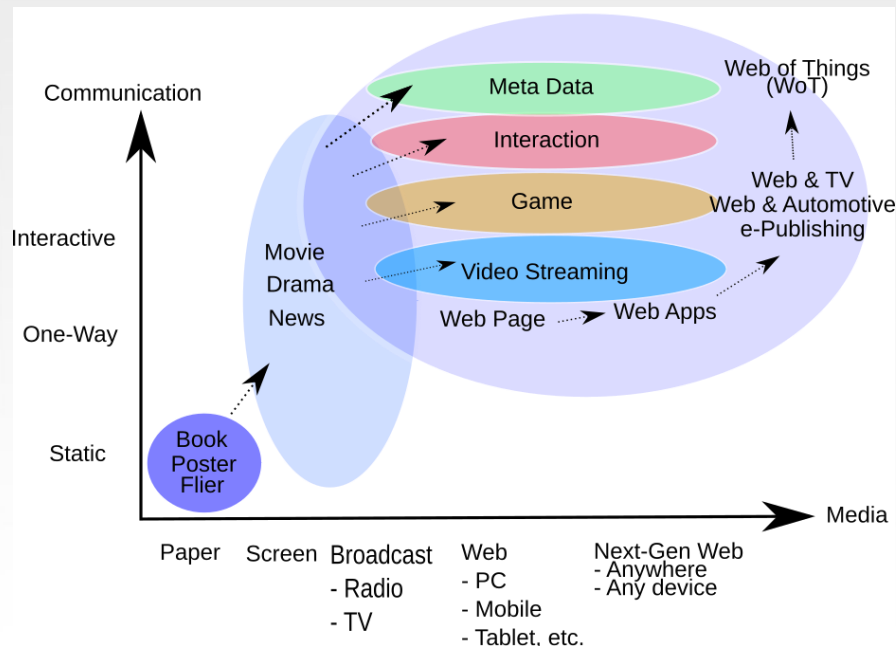 Communication
Interactive
One-Way
Static
Meta Data
Interaction
Game
Video Streaming
Web of Things
(WoT)
Web & TV
Web & Automotive
e-Publishing
Movie
Drama
News
Web Page
Web Apps
Book
Poster
Flier
Media
Paper
Screen
Broadcast
- Radio
- TV
Web
- PC
- Mobile
- Tablet, etc.
Next-Gen Web
- Anywhere
- Any device